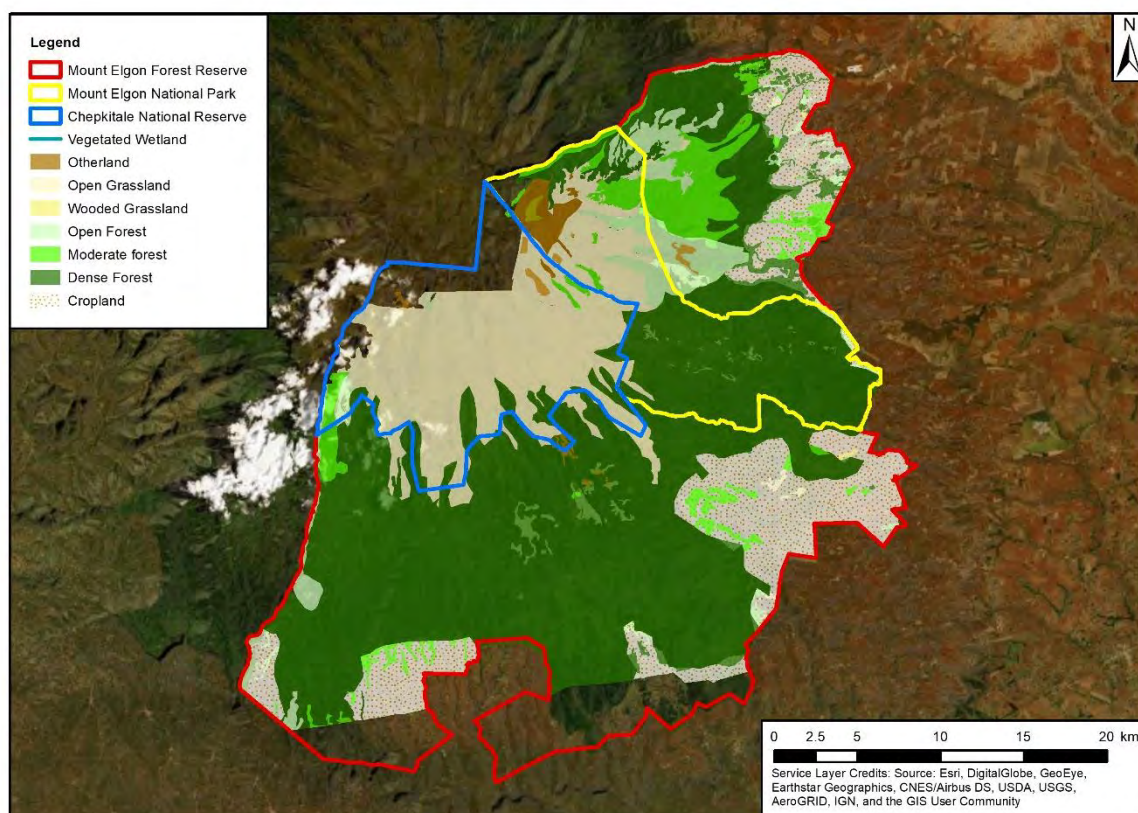 Legend
Mount Elgon Forest Reserve
Mount Elgon National Park
Chepkitale National Reserve
Vegetated Wetland
Otherland
Open Grassland
Wooded Grassland
Open Forest
Moderate forest
Dense Forest
Cropland
N
0 2.5 5 10 15 20 km
Service Layer Credits: Source: Esri, DigitalGlobe, GeoEye,
Earthstar Geographics, CNES/Airbus DS, USDA, USGS,
AeroGRID, IGN, and the GIS User Community